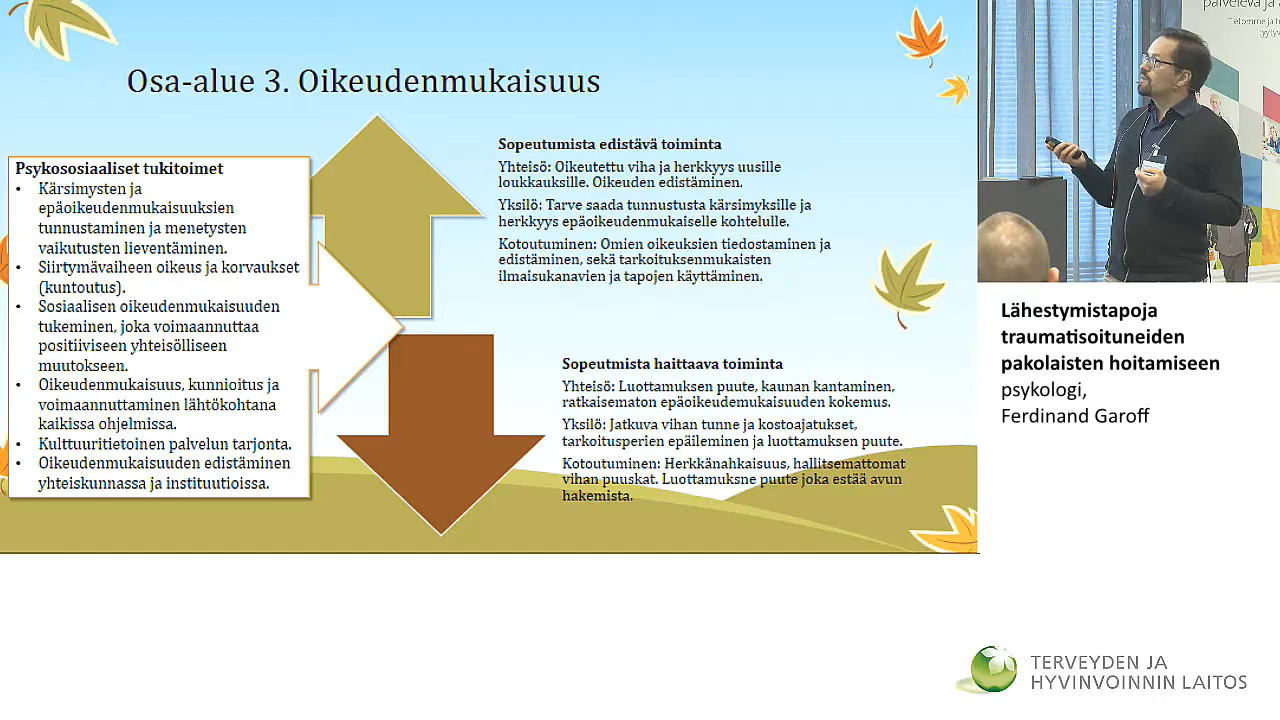 Osa-alue 3. Oikeudenmukaisuus
Psykososiaaliset tukitoimet
• Kärsimysten ja
epäoikeudenmukaisuuksien
tunnustaminen ja menetysten
vaikutusten lieventäminen.
• Siirtymävaiheen oikeus ja korvaukset
(kuntoutus).
• Sosiaalisen oikeudenmukaisuuden
tukeminen, joka voimaannuttaa
positiiviseen yhteisölliseen
muutokseen.
• Oikeudenmukaisuus, kunnioitus ja
voimaannuttaminen lähtökohtana
kaikissa ohjelmissa.
• Kulttuuritietoinen palvelun tarjonta.
• Oikeudenmukaisuuden edistäminen
yhteiskunnassa ja instituutioissa.
Sopeutumista edistävä toiminta
Yhteisö: Oikeutettu viha ja herkkyys uusille
loukkauksille. Oikeuden edistäminen.
Yksilö: Tarve saada tunnustusta kärsimyksille ja
herkkyys epäoikeudenmukaiselle kohtelulle.
Kotoutuminen: Omien oikeuksien tiedostaminen ja
edistäminen, sekä tarkoituksenmukaisten
ilmaisukanavien ja tapojen käyttäminen.
Sopeutmista haittaava toiminta
Yhteisö: Luottamuksen puute, kaunan kantaminen,
ratkaisematon epäoikeudemukaisuuden kokemus.
Yksilö: Jatkuva vihan tunne ja kostoajatukset,
tarkoitusperien epäileminen ja luottamuksen puute.
Kotoutuminen: Herkkänahkaisuus, hallitsemattomat
vihan puuskat. Luottamuksne puute joka estää avun
hakemista.
palveleva ja
Lähestymistapoja
traumatisoituneiden
pakolaisten hoitamiseen
psykologi,
Ferdinand Garoff
TERVEYDEN JA
HYVINVOINNIN LAITOS